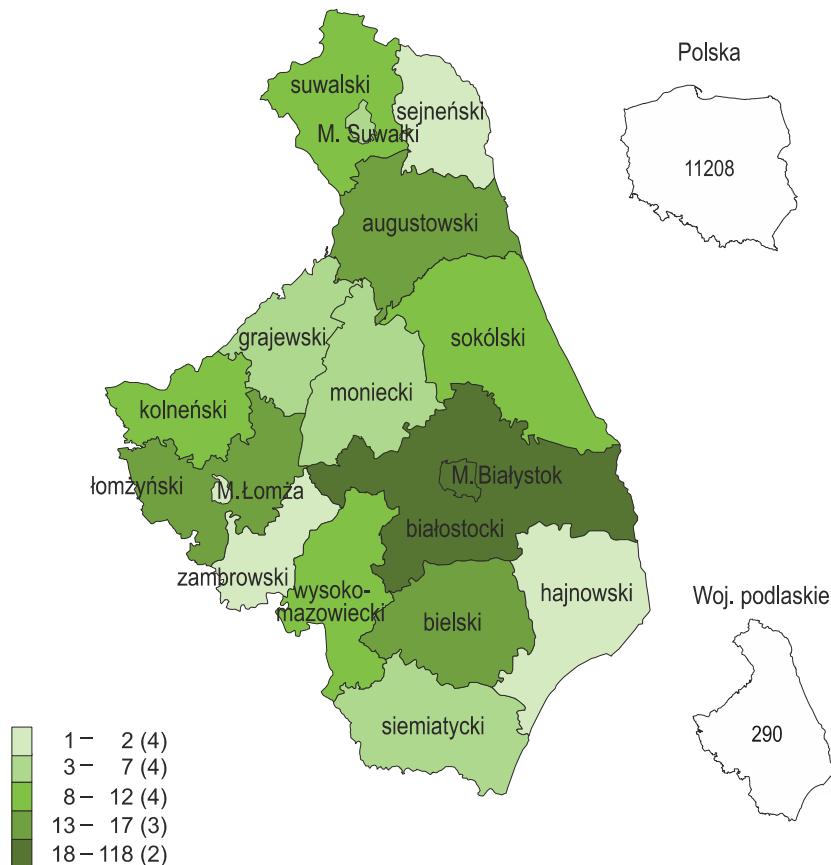 Polska
11208
suwalski
sejneński
M. Suwałki
augustowski
grajewski
sokólski
moniecki
kolneński
łomżyński
M.Łomża
M. Białystok
białostocki
zambrowski
wysoko-
mazowiecki
hajnowski
bielski
Woj. podlaskie
290
siemiatycki
1 – 2 (4)
3 – 7 (4)
8 – 12 (4)
13 – 17 (3)
18 – 118 (2)